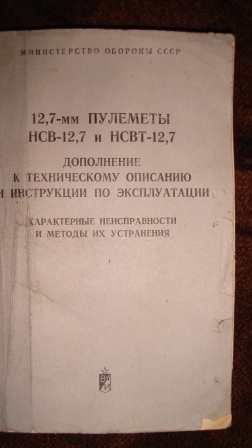 МИНИСТЕРСТВО ОБОРОНЫ СССР
12,7-мм ПУЛЕМЕТЫ
НСВ-12,7 и НСВТ-12,7
ДОПОЛНЕНИЕ
К ТЕХНИЧЕСКОМУ ОПИСАНИЮ
И ИНСТРУКЦИИ ПО ЭКСПЛУАТАЦИИ
ХАРАКТЕРНЫЕ НЕИСПРАВНОСТИ
И МЕТОДЫ ИХ УСТРАНЕНИЯ